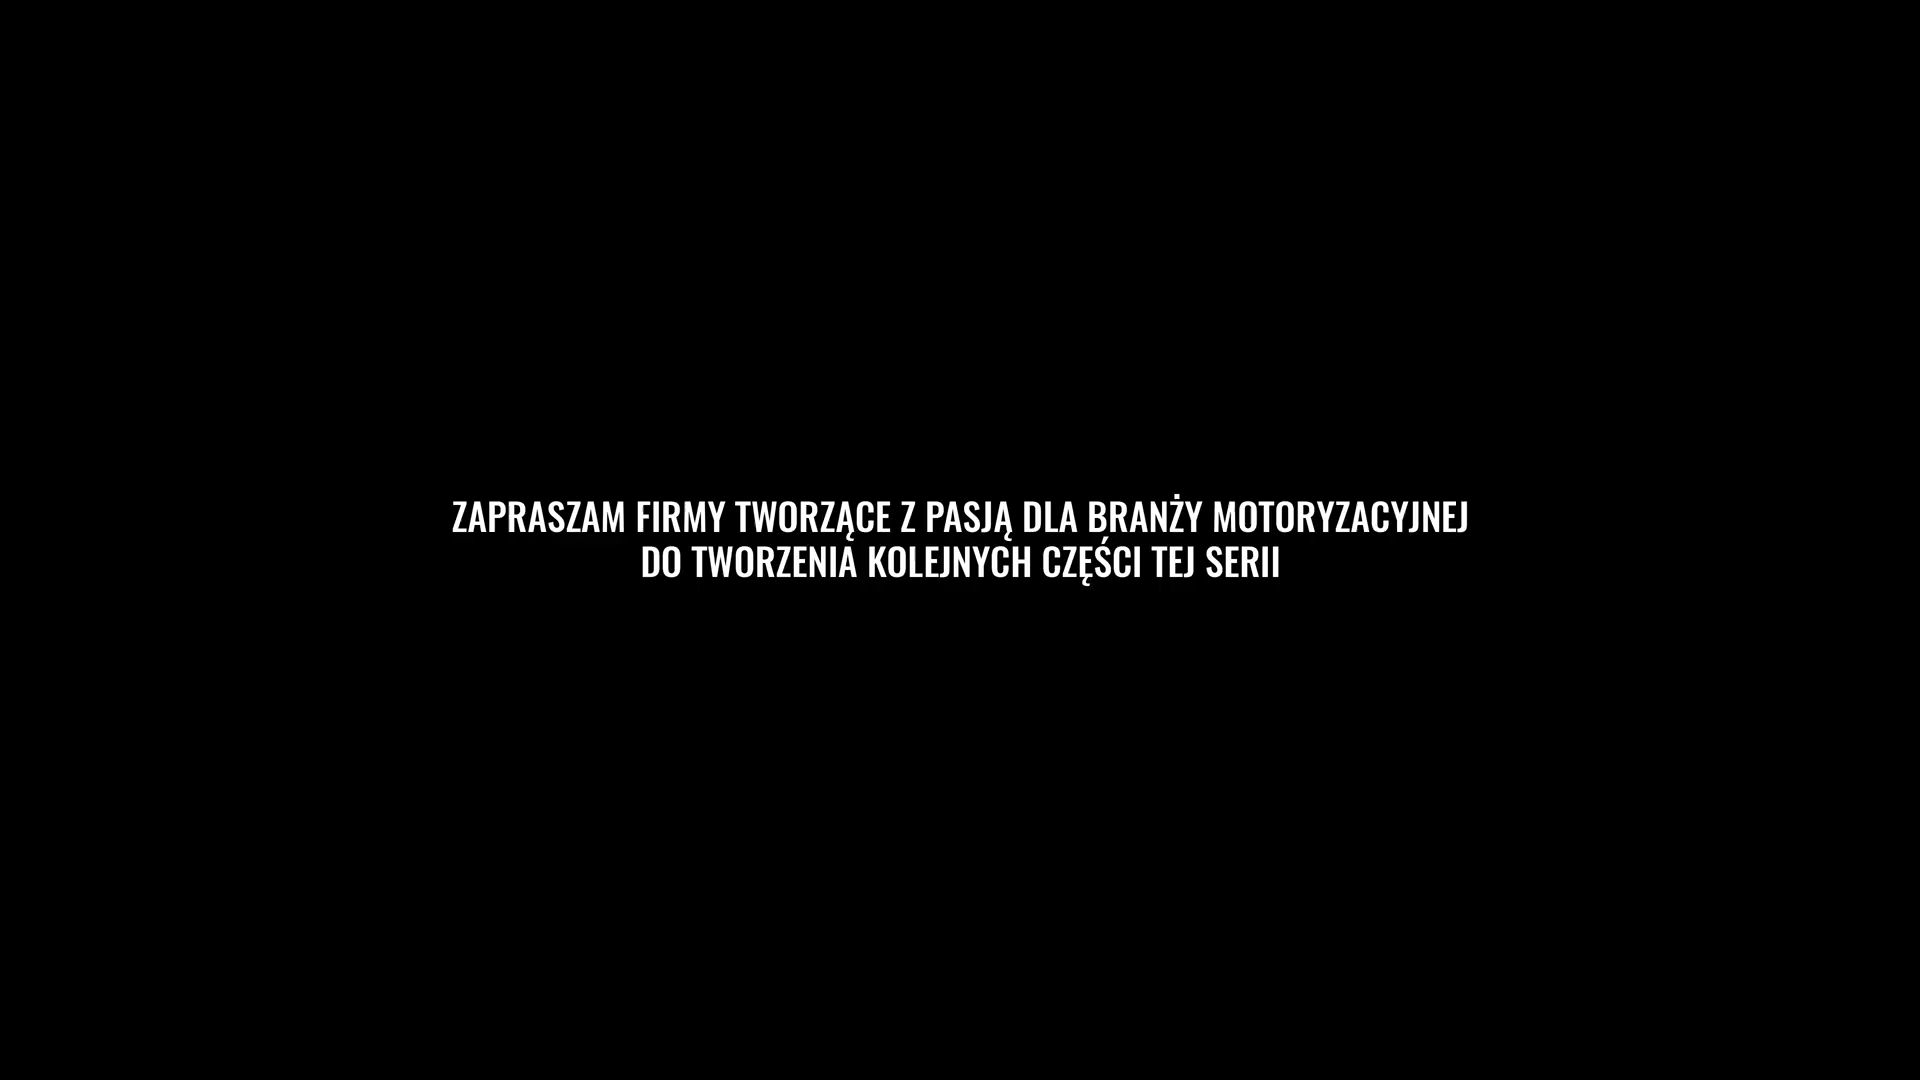 ZAPRASZAM FIRMY TWORZĄCE Z PASJĄ DLA BRANŻY MOTORYZACYJNEJ
DO TWORZENIA KOLEJNYCH CZĘŚCI TEJ SERII